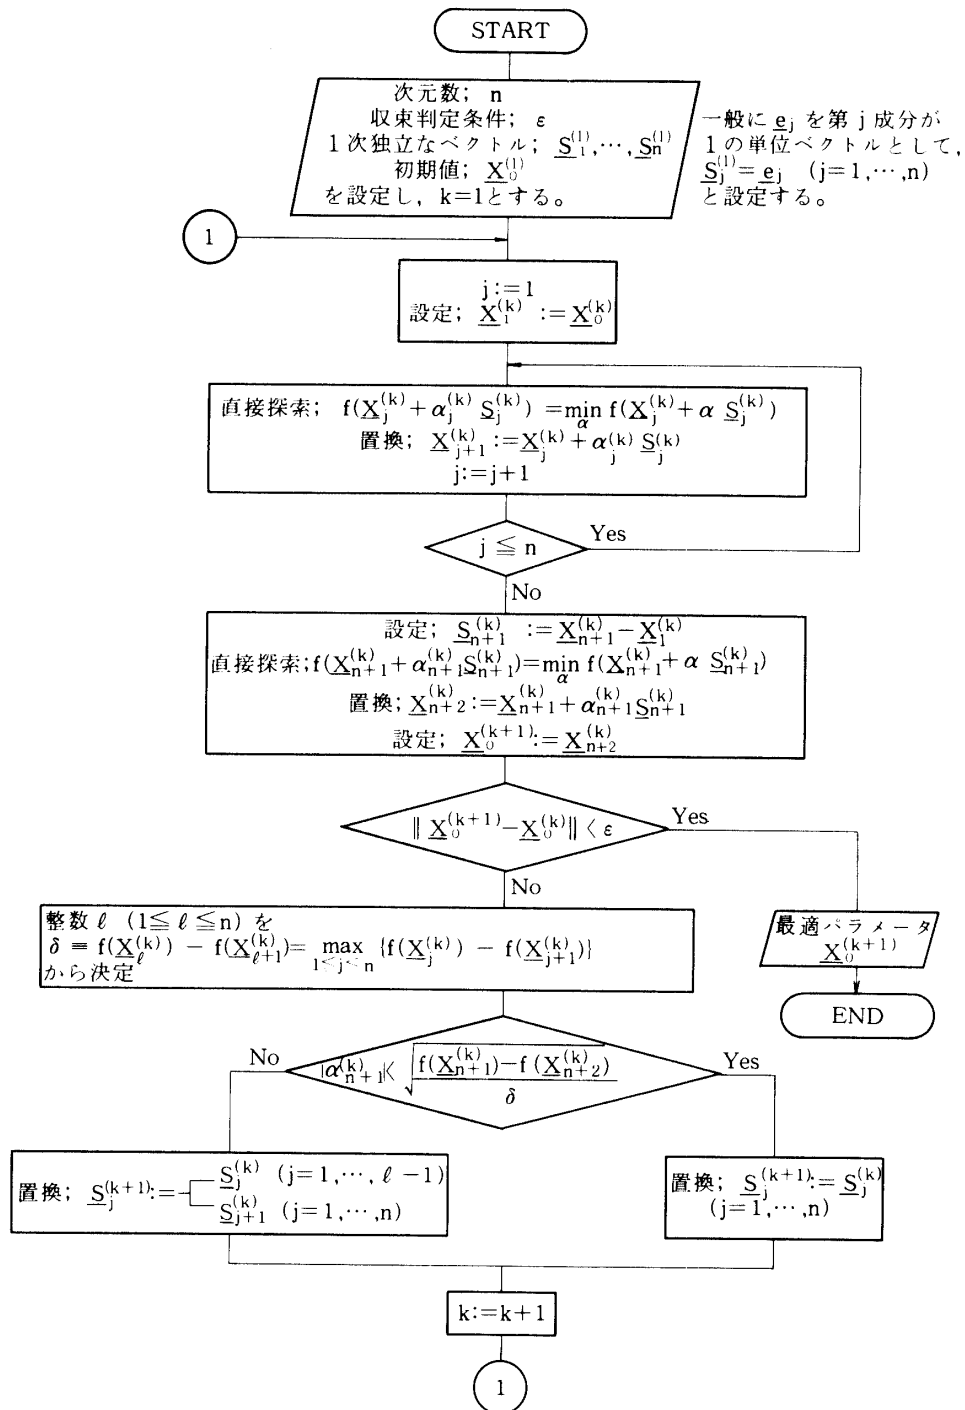 START
次元数; n
収束判定条件; ε
1次独立なベクトル; S₁⁽¹⁾,⋯,Sₙ⁽¹⁾
初期値; X₀⁽¹⁾
を設定し, k=1とする。
一般に e_j を第 j 成分が
1の単位ベクトルとして,
S_j⁽¹⁾=e_j (j=1,⋯,n)
と設定する。
1
j:=1
設定; X₁^(k) := X₀^(k)
直接探索; f(X_j^(k) + α_j^(k) S_j^(k)) = min_α f(X_j^(k) + α S_j^(k))
置換; X_{j+1}^(k) := X_j^(k) + α_j^(k) S_j^(k)
j:=j+1
j ≦ n
Yes
No
設定; S_{n+1}^(k) := X_{n+1}^(k) − X_1^(k)
直接探索;f(X_{n+1}^(k) + α_{n+1}^(k) S_{n+1}^(k)) = min_α f(X_{n+1}^(k) + α S_{n+1}^(k))
置換; X_{n+2}^(k) := X_{n+1}^(k) + α_{n+1}^(k) S_{n+1}^(k)
設定; X_0^(k+1) := X_{n+2}^(k)
‖ X_0^(k+1) − X_0^(k) ‖ < ε
Yes
No
整数 ℓ (1≦ ℓ ≦n) を
δ ≡ f(X_ℓ^(k)) − f(X_{ℓ+1}^(k)) = max_{1≤j≤n} {f(X_j^(k)) − f(X_{j+1}^(k))}
から決定
最適パラメータ
X_0^(k+1)
END
No
|α_{n+1}^(k)| < √((f(X_{n+1}^(k)) − f(X_{n+2}^(k))) / δ)
Yes
置換; S_j^(k+1) := S_j^(k) (j=1,⋯, ℓ −1)
S_{j+1}^(k) (j=1,⋯,n)
置換; S_j^(k+1) := S_j^(k)
(j=1,⋯,n)
k:=k+1
1